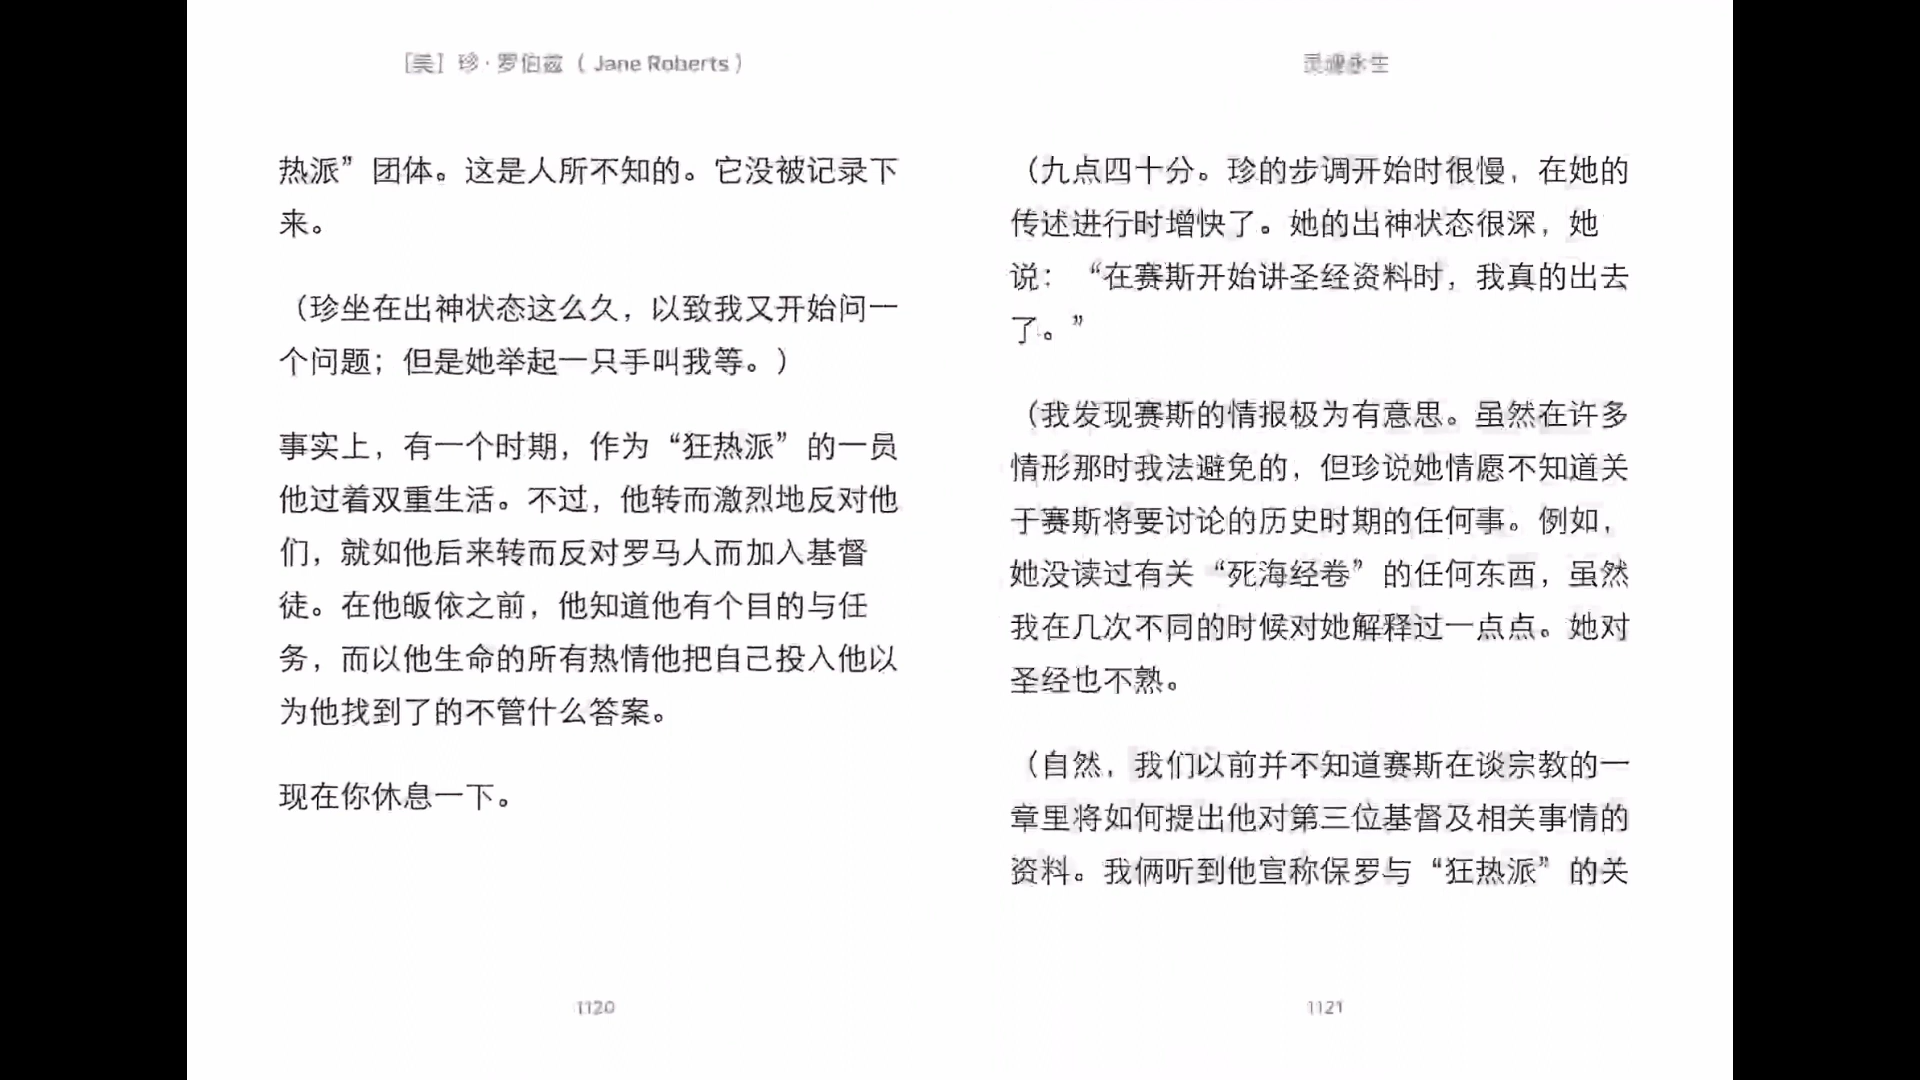 [美] 珍·罗伯兹（Jane Roberts）
热派”团体。这是人所不知的。它没被记录下
来。
（珍坐在出神状态这么久，以致我又开始问一
个问题；但是她举起一只手叫我等。）
事实上，有一个时期，作为“狂热派”的一员
他过着双重生活。不过，他转而激烈地反对他
们，就如他后来转而反对罗马人而加入基督
徒。在他皈依之前，他知道他有个目的与任
务，而以他生命的所有热情他把自己投入他以
为他找到了的不管什么答案。
现在你休息一下。
1120
灵魂永生
（九点四十分。珍的步调开始时很慢，在她的
传述进行时增快了。她的出神状态很深，她
说：“在赛斯开始讲圣经资料时，我真的出去
了。”
（我发现赛斯的情报极为有意思。虽然在许多
情形那时我法避免的，但珍说她情愿不知道关
于赛斯将要讨论的历史时期的任何事。例如，
她没读过有关“死海经卷”的任何东西，虽然
我在几次不同的时候对她解释过一点点。她对
圣经也不熟。
（自然，我们以前并不知道赛斯在谈宗教的一
章里将如何提出他对第三位基督及相关事情的
资料。我俩听到他宣称保罗与“狂热派”的关
1121